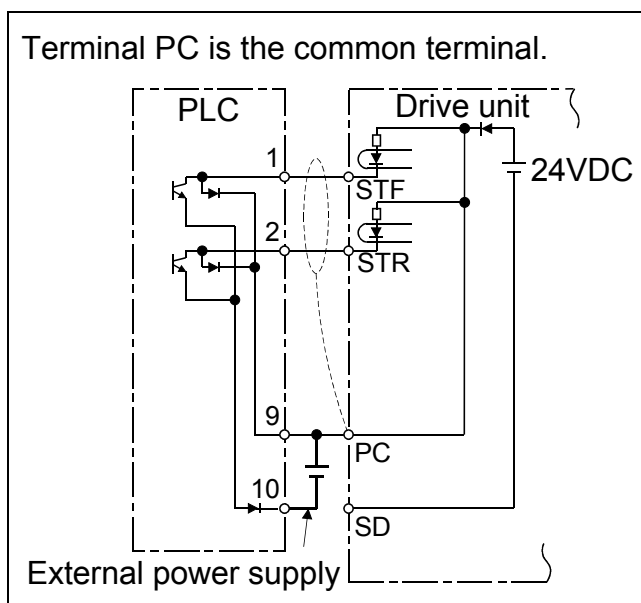 Terminal PC is the common terminal.
PLC
Drive unit
24VDC
1
STF
2
STR
9
PC
10
SD
External power supply